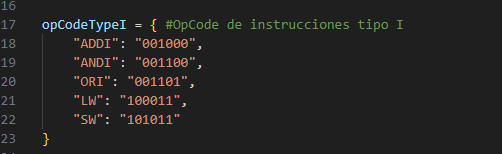 16
17 opCodeTypeI = { #OpCode de instrucciones tipo I
18 "ADDI": "001000",
19 "ANDI": "001100",
20 "ORI": "001101",
21 "LW": "100011",
22 "SW": "101011"
23 }